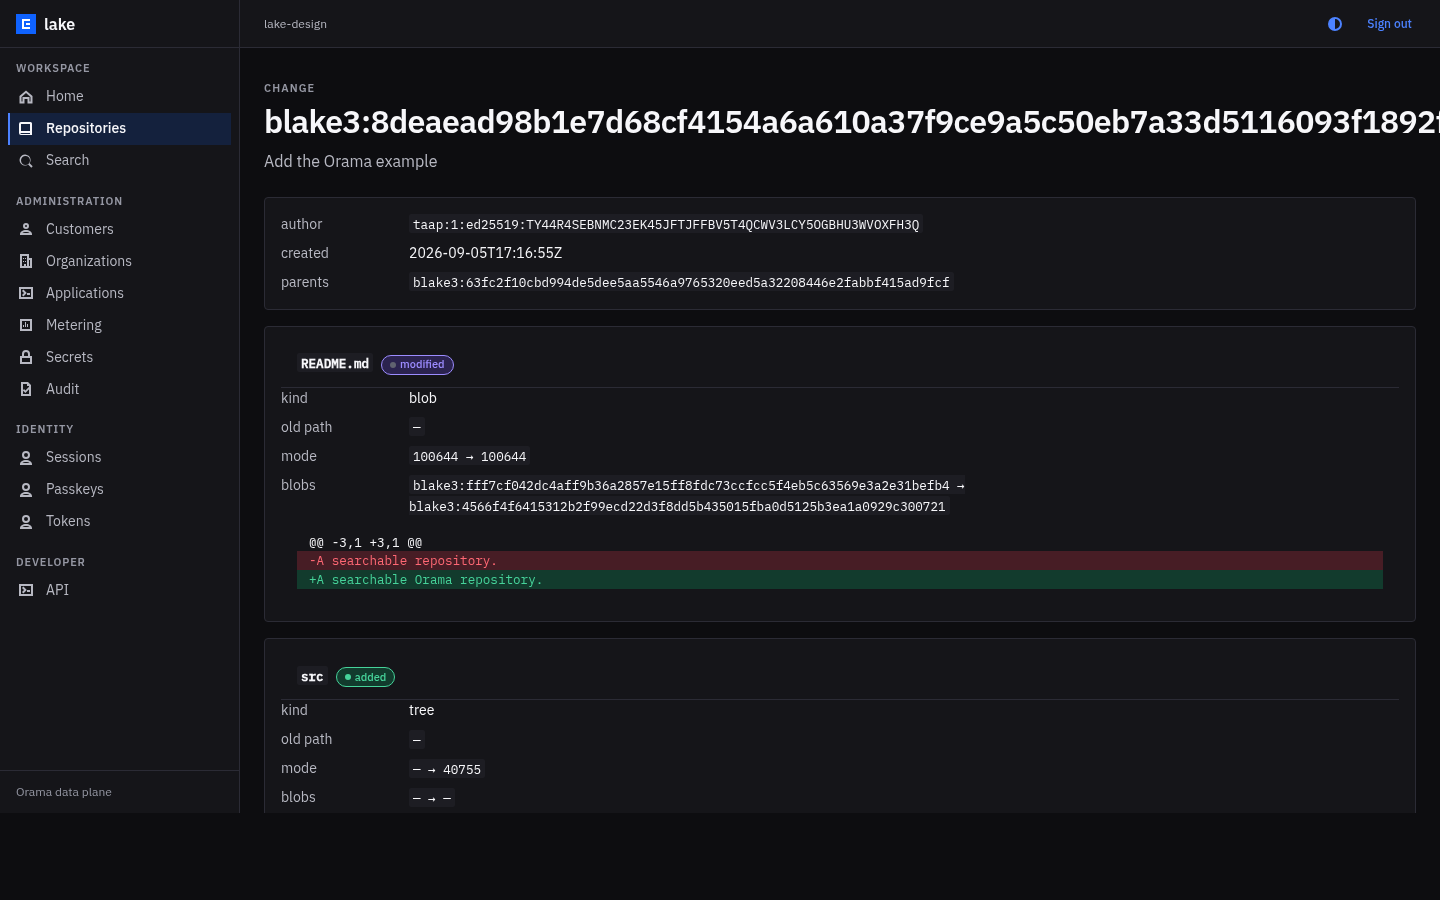 lake
lake-design
Sign out
WORKSPACE
Home
Repositories
Search
ADMINISTRATION
Customers
Organizations
Applications
Metering
Secrets
Audit
IDENTITY
Sessions
Passkeys
Tokens
DEVELOPER
API
Orama data plane
CHANGE
blake3:8deaead98b1e7d68cf4154a6a610a37f9ce9a5c50eb7a33d5116093f1892f
Add the Orama example
author taap:1:ed25519:TY44R4SEBNMC23EK45JFTJFFBV5T4QCWV3LCY5OGBHU3WVOXFH3Q
created 2026-09-05T17:16:55Z
parents blake3:63fc2f10cbd994de5dee5aa5546a9765320eed5a32208446e2fabbf415ad9fcf
README.md modified
kind blob
old path —
mode 100644 → 100644
blobs blake3:fff7cf042dc4aff9b36a2857e15ff8fdc73ccfcc5f4eb5c63569e3a2e31befb4 →
blake3:4566f4f6415312b2f99ecd22d3f8dd5b435015fba0d5125b3ea1a0929c300721
@@ -3,1 +3,1 @@
-A searchable repository.
+A searchable Orama repository.
src added
kind tree
old path —
mode — → 40755
blobs — → —